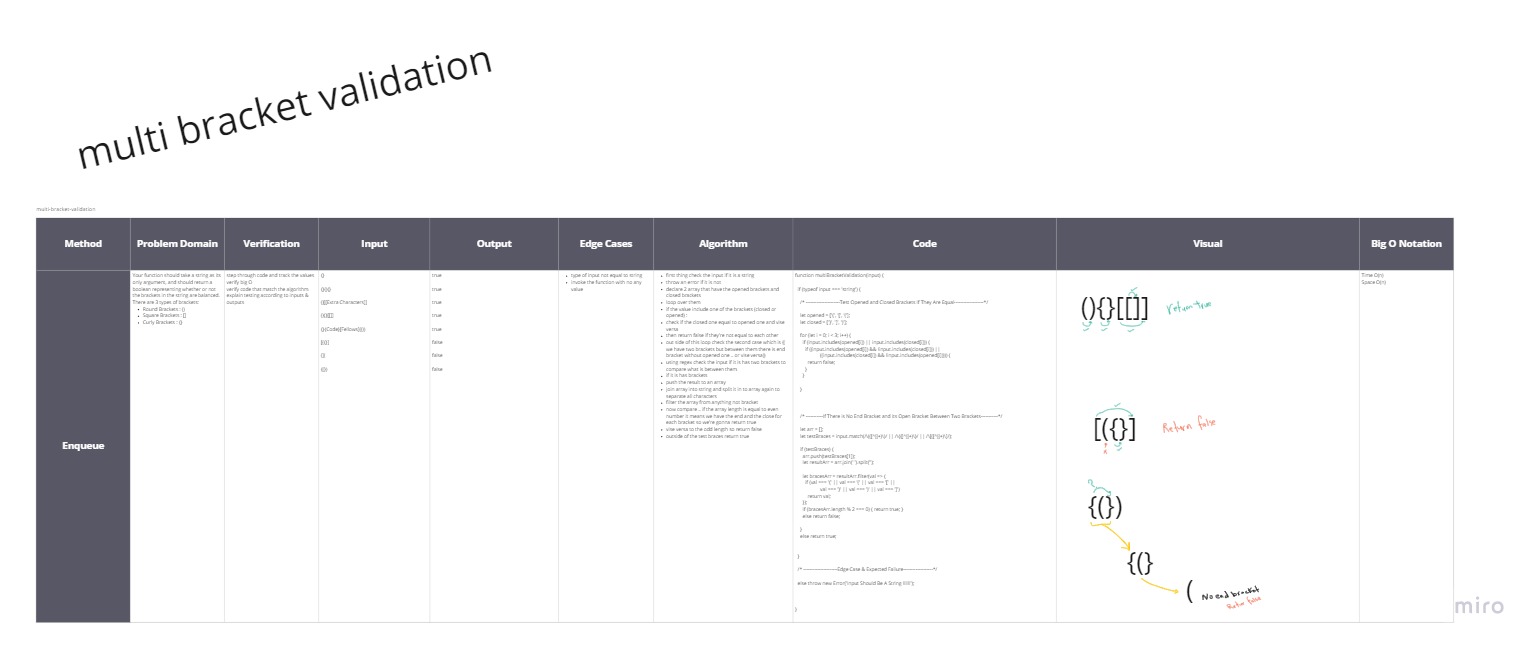 multi bracket validation
multi-bracket-validation
Method
Problem Domain
Verification
Input
Output
Edge Cases
Algorithm
Code
Visual
Big O Notation
Enqueue
Your function should take a string as its
only argument, and should return a
boolean representing whether or not
the brackets in the string are balanced.
There are 3 types of brackets:
Round Brackets : ()
Square Brackets : []
Curly Brackets : {}
step through code and track the values
verify big O
verify code that match the algorithm
explain testing according to inputs &
outputs
{}
{}(){}
()[[Extra Characters]]
(){}[[]]
{}{Code}[Fellows](())
[({}]
(](
{(})
true
true
true
true
true
false
false
false
type of input not equal to string
invoke the function with no any
value
first thing check the input if it is a string
throw an error if it is not
declare 2 array that have the opened brackets and
closed brackets
loop over them
if the value include one of the brackets (closed or
opened) :
check if the closed one equal to opened one and vise
versa
then return false if they're not equal to each other
out side of this loop check the second case which is ((
we have two brackets but between them there is end
bracket without opened one .. or vise versa))
using regex check the input if it is has two brackets to
compare what is between them
if it is has brackets
push the result to an array
join array into string and split it in to array again to
separate all characters
filter the array from anything not bracket
now compare .. if the array length is equal to even
number it means we have the end and the close for
each bracket so we're gonna return true
vise versa to the odd length so return false
outside of the test braces return true
function multiBracketValidation(input) {
if (typeof input === 'string') {
/* ----------------Test Opened and Closed Brackets If They Are Equal----------------*/
let opened = ['{', '[', '('];
let closed = ['}', ']', ')'];
for (let i = 0; i < 3; i++) {
if (input.includes(opened[i]) || input.includes(closed[i])) {
if ((input.includes(opened[i]) && !input.includes(closed[i])) ||
(input.includes(closed[i]) && !input.includes(opened[i]))) {
return false;
}
}
}
/* ----------If There is No End Bracket and its Open Bracket Between Two Brackets----------*/
let arr = [];
if (testBraces) {
arr.push(testBraces[1]);
let resultArr = arr.join('').split('');
let bracesArr = resultArr.filter(val => {
if (val === '{' || val === '(' || val === '[' ||
val === '}' || val === ')' || val === ']')
return val;
});
if (bracesArr.length % 2 === 0) { return true; }
else return false;
}
else return true;
}
/* ----------------Edge Case & Expected Failure----------------*/
else throw new Error('Input Should Be A String !!!!!');
}
(){}[[]]
return true
[({}]
Return false
{(})
{(}
( No end bracket
Return false
Time O(n)
Space O(n)
miro